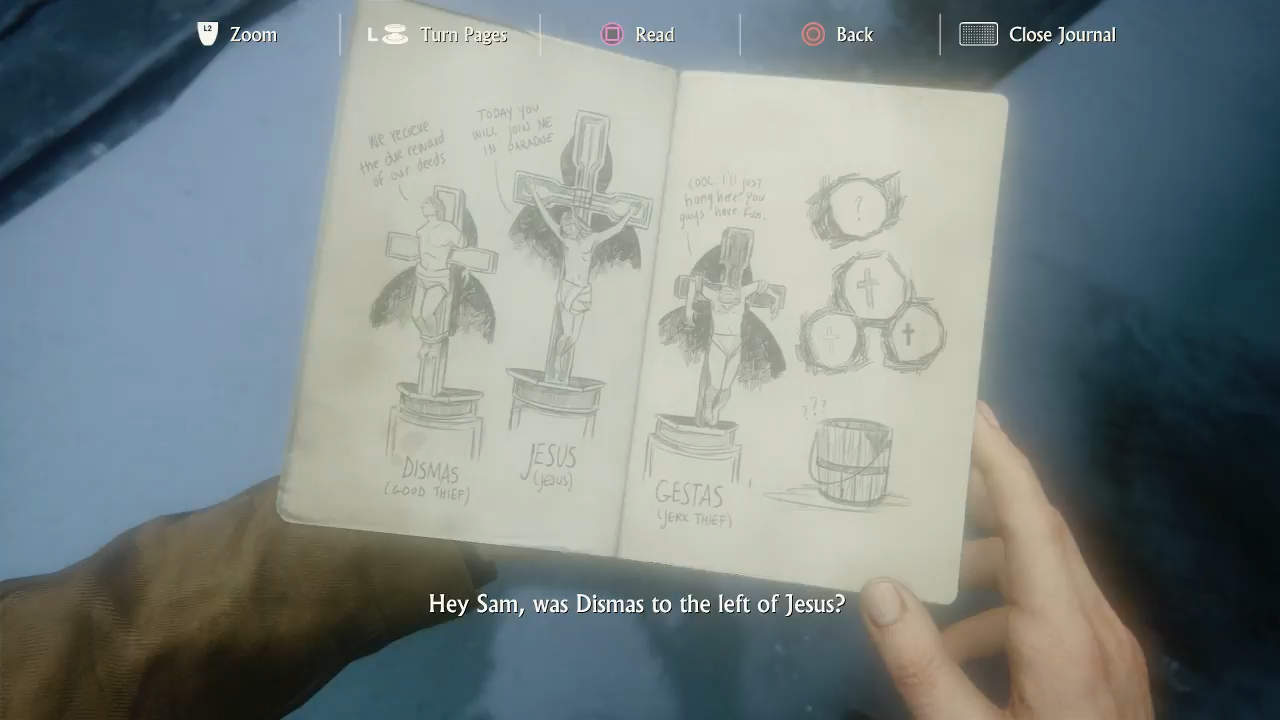 L2 Zoom
L Turn Pages
Read
Back
Close Journal
We recieve
the due reward
of our deeds
TODAY YOU
WILL JOIN ME
IN PARADISE
COOL I'll JUST
hang here you
guys have fun.
?
DISMAS
(GOOD THIEF)
JESUS
(JESUS)
GESTAS
(JERK THIEF)
???
Hey Sam, was Dismas to the left of Jesus?